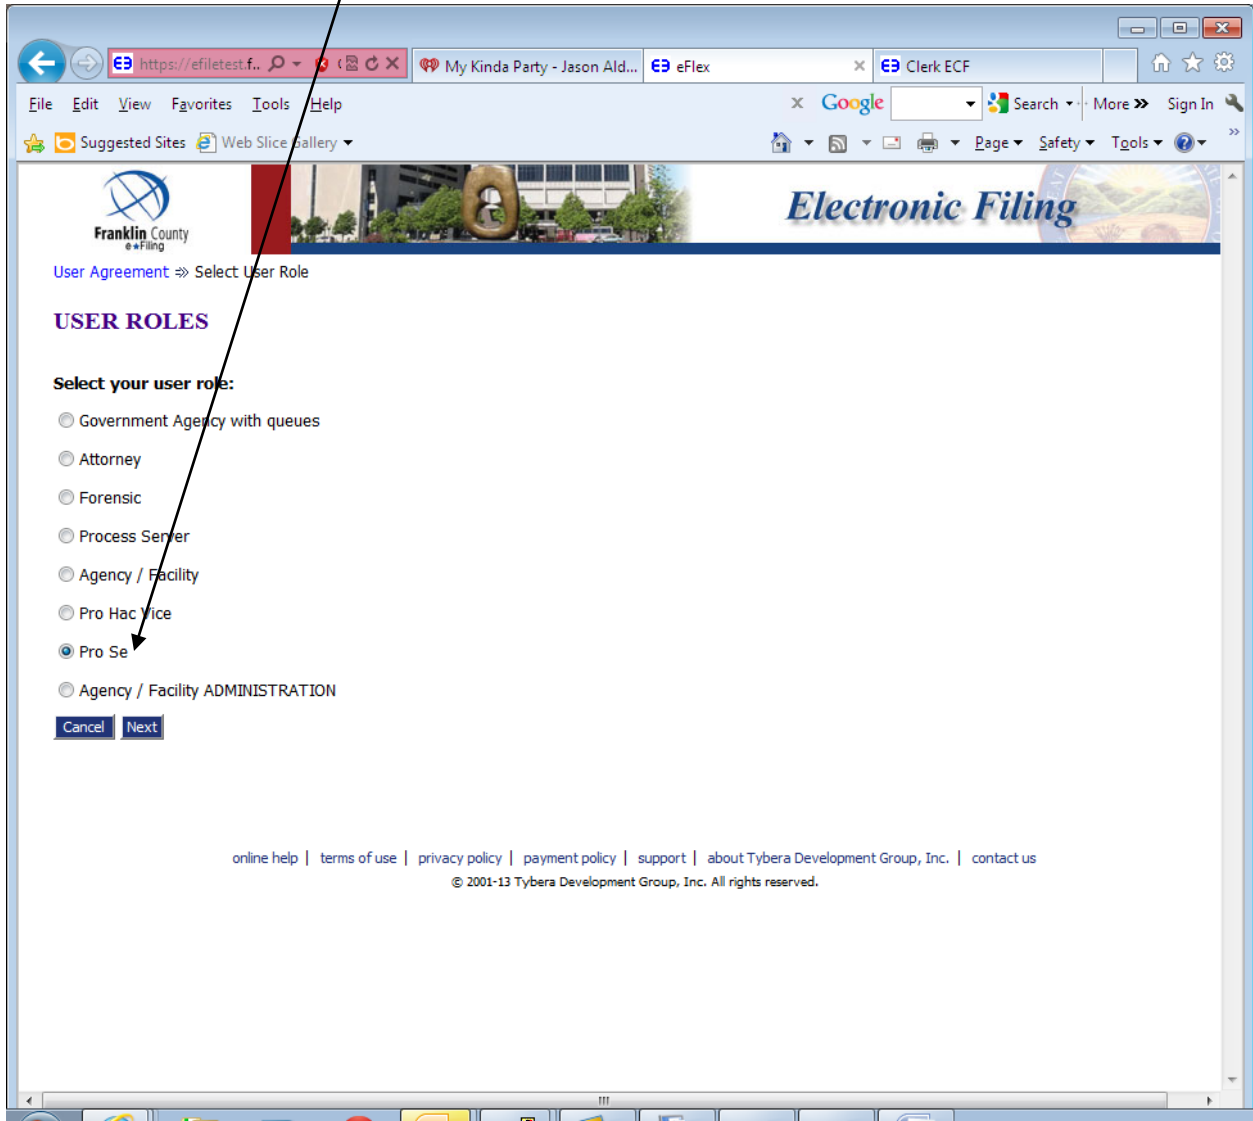 https://efiletest.f..
My Kinda Party - Jason Ald...
eFlex
Clerk ECF
File Edit View Favorites Tools Help
x Google Search More » Sign In
Suggested Sites Web Slice Gallery
Page Safety Tools
Franklin County
e★Filing
Electronic Filing
User Agreement ⇒ Select User Role
USER ROLES
Select your user role:
Government Agency with queues
Attorney
Forensic
Process Server
Agency / Facility
Pro Hac Vice
Pro Se
Agency / Facility ADMINISTRATION
Cancel Next
online help | terms of use | privacy policy | payment policy | support | about Tybera Development Group, Inc. | contact us
© 2001-13 Tybera Development Group, Inc. All rights reserved.